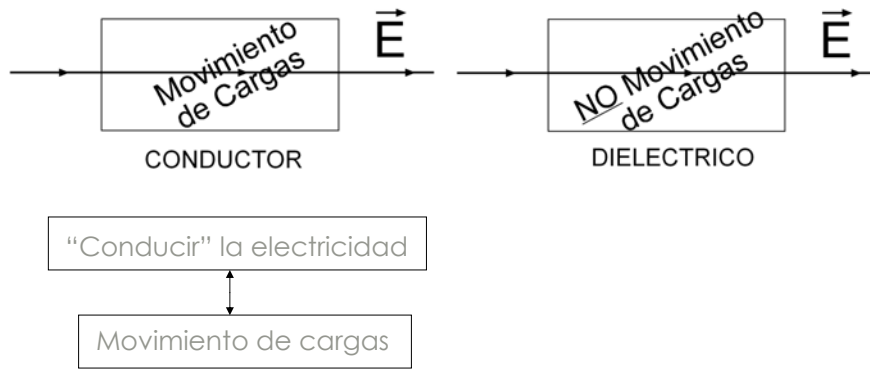 Movimiento
de Cargas
E
CONDUCTOR
NO Movimiento
de Cargas
E
DIELECTRICO
“Conducir” la electricidad
Movimiento de cargas